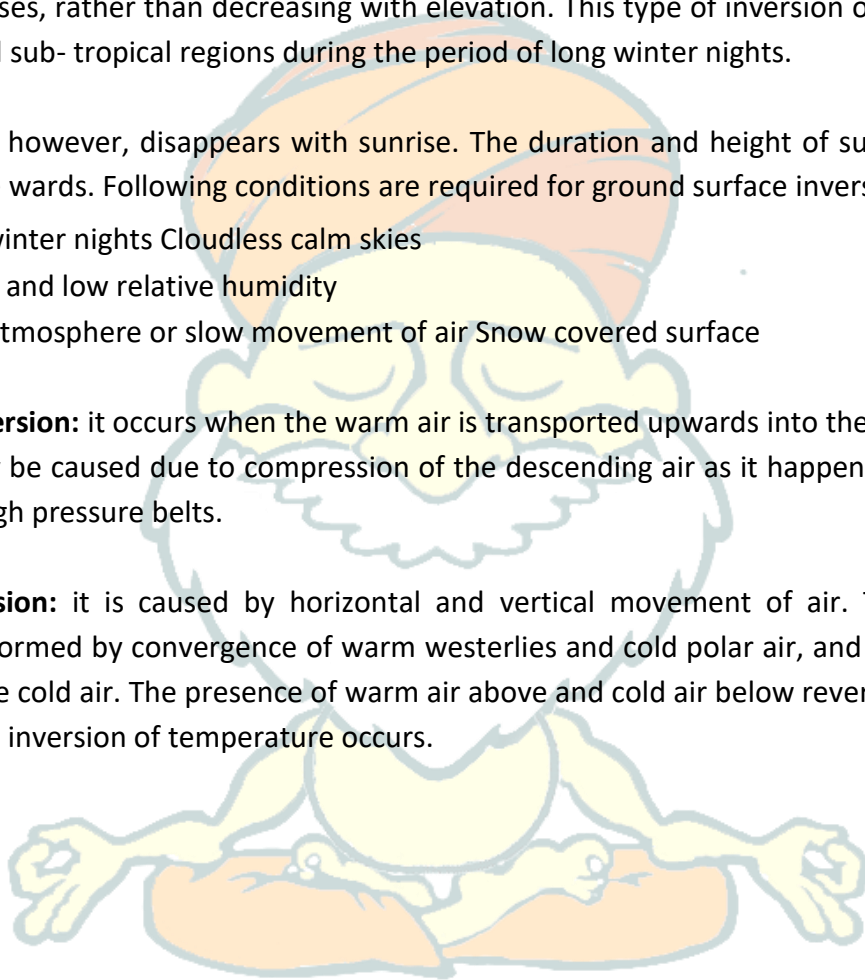 ses, rather than decreasing with elevation. This type of inversion o
l sub- tropical regions during the period of long winter nights.
however, disappears with sunrise. The duration and height of su
wards. Following conditions are required for ground surface invers
winter nights Cloudless calm skies
and low relative humidity
tmosphere or slow movement of air Snow covered surface
ersion: it occurs when the warm air is transported upwards into the
be caused due to compression of the descending air as it happen
gh pressure belts.
sion: it is caused by horizontal and vertical movement of air. T
ormed by convergence of warm westerlies and cold polar air, and
e cold air. The presence of warm air above and cold air below rever
inversion of temperature occurs.